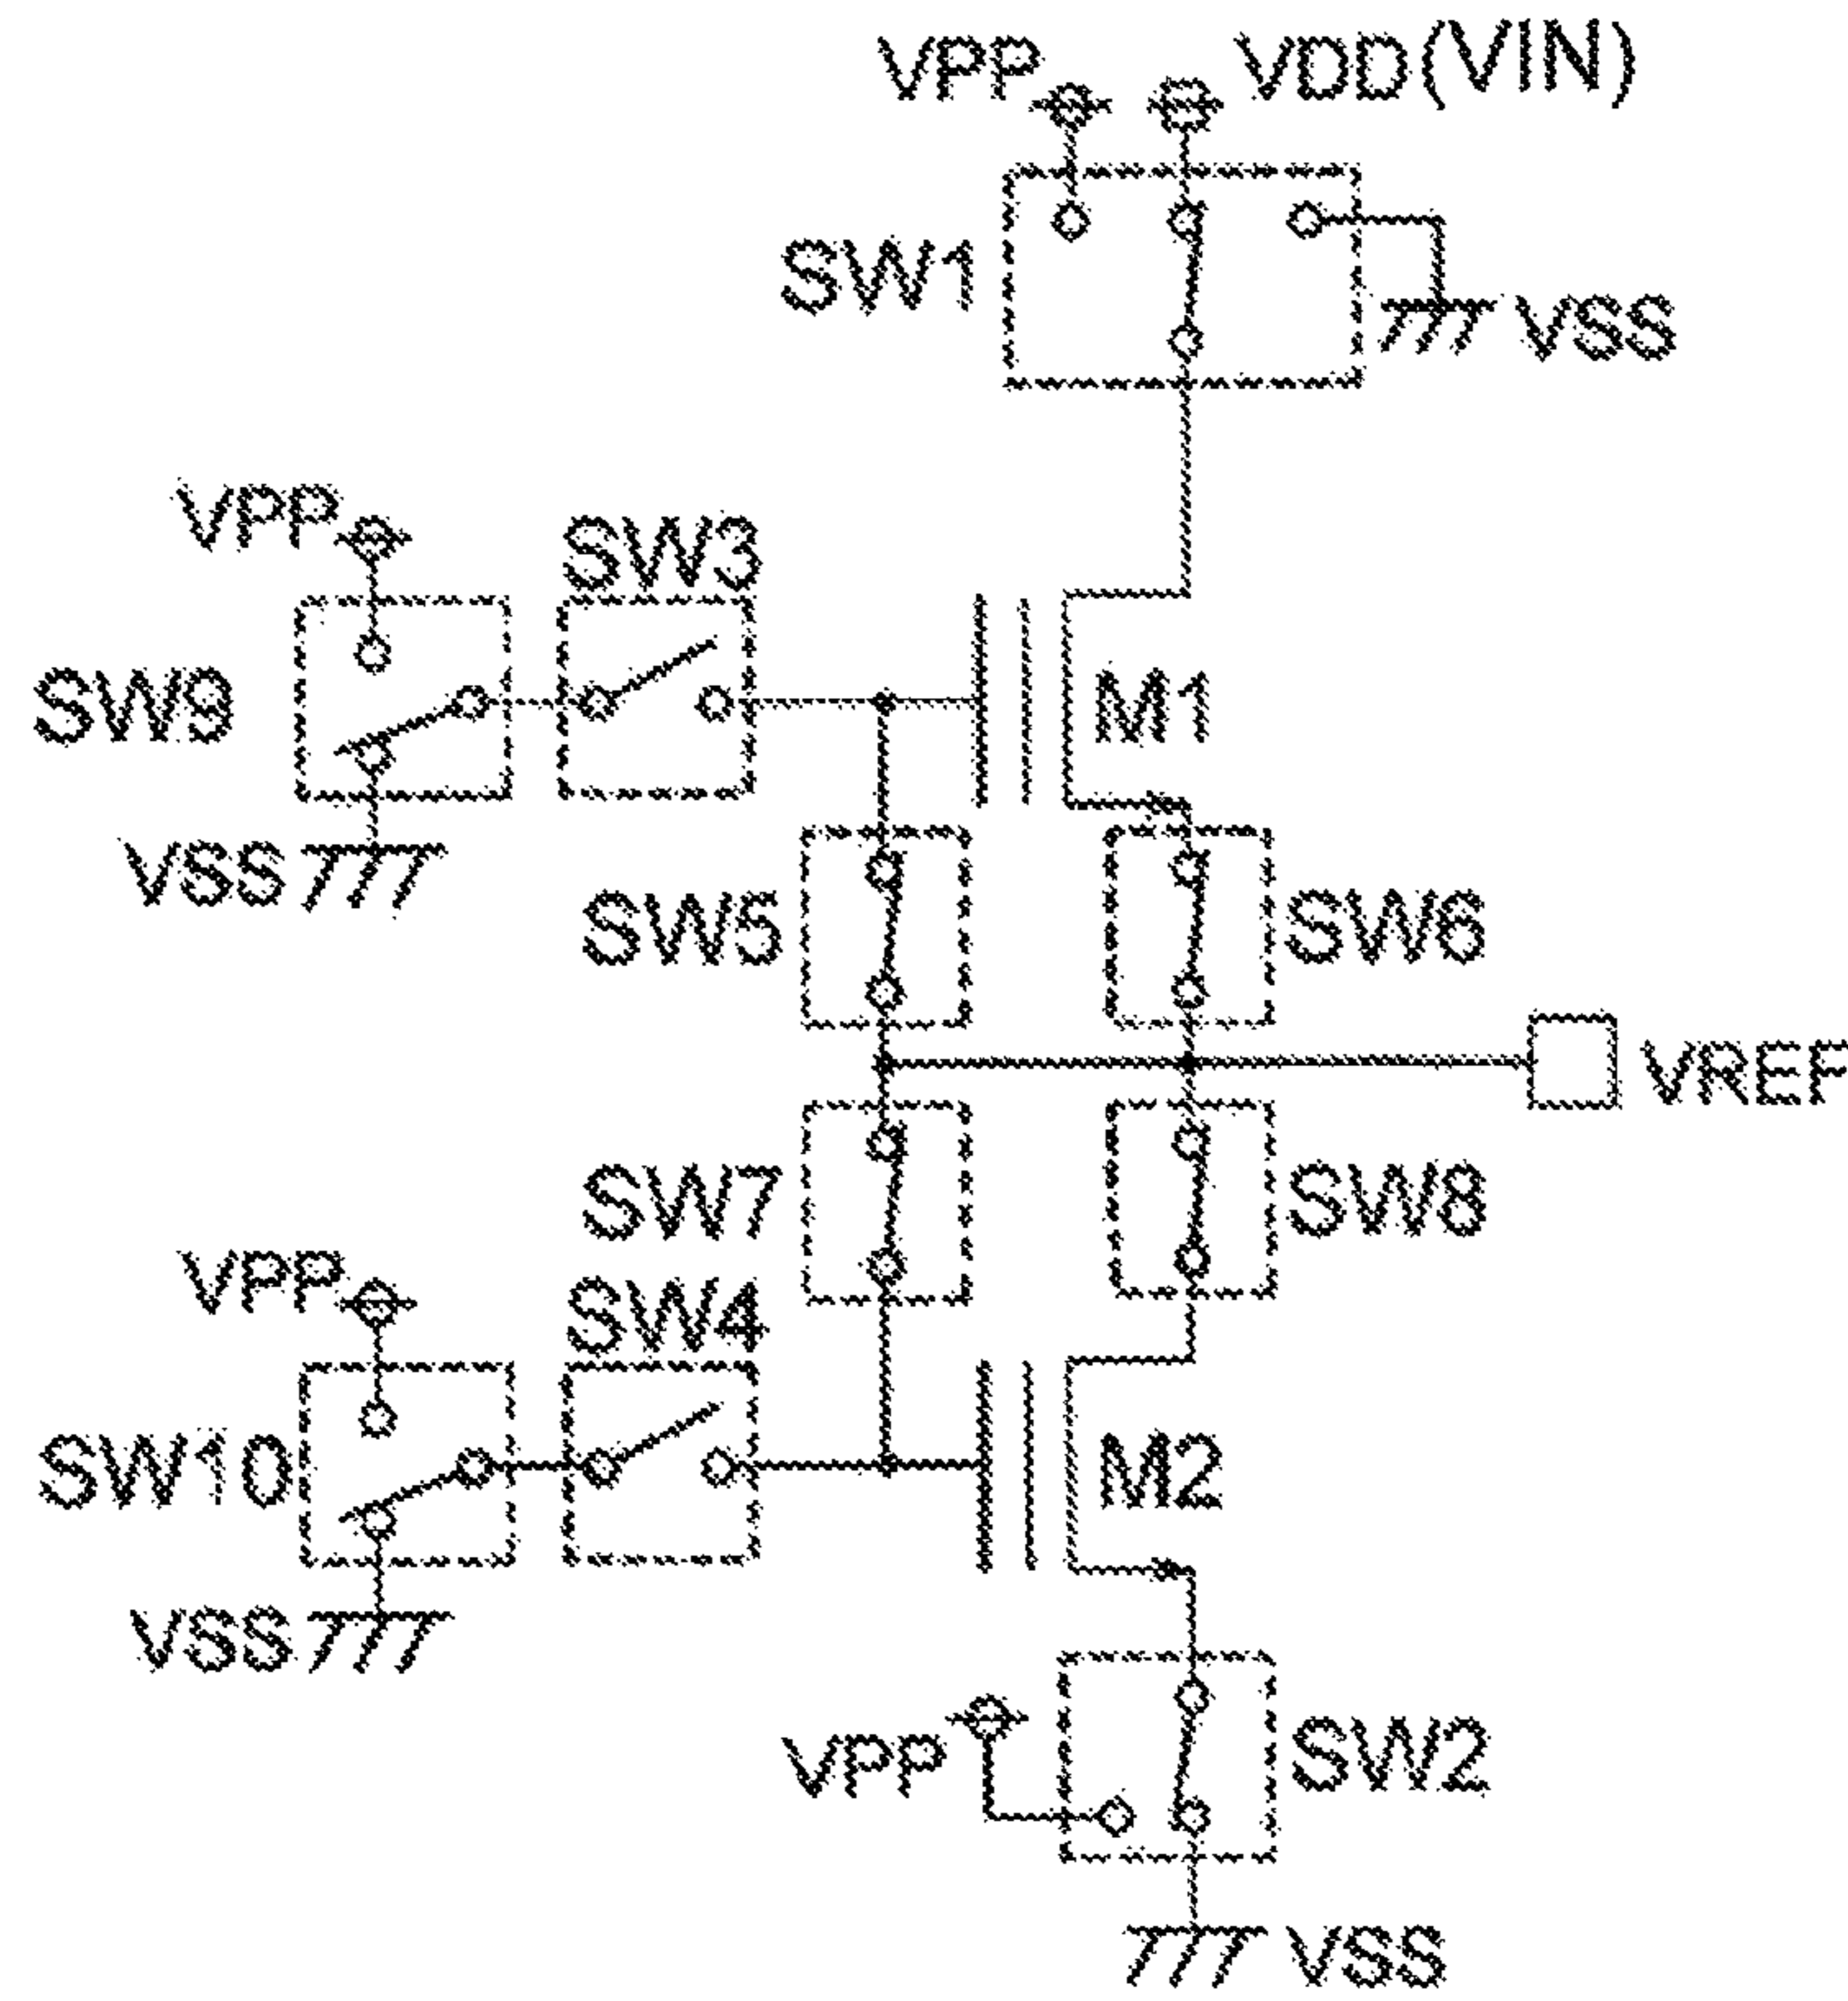 VPP VDD(VIN)
SW1
VSS
VPP
SW3
SW9
M1
VSS
SW5
SW6
VREF
SW7
SW8
VPP
SW4
SW10
M2
VSS
VPP
SW2
VSS